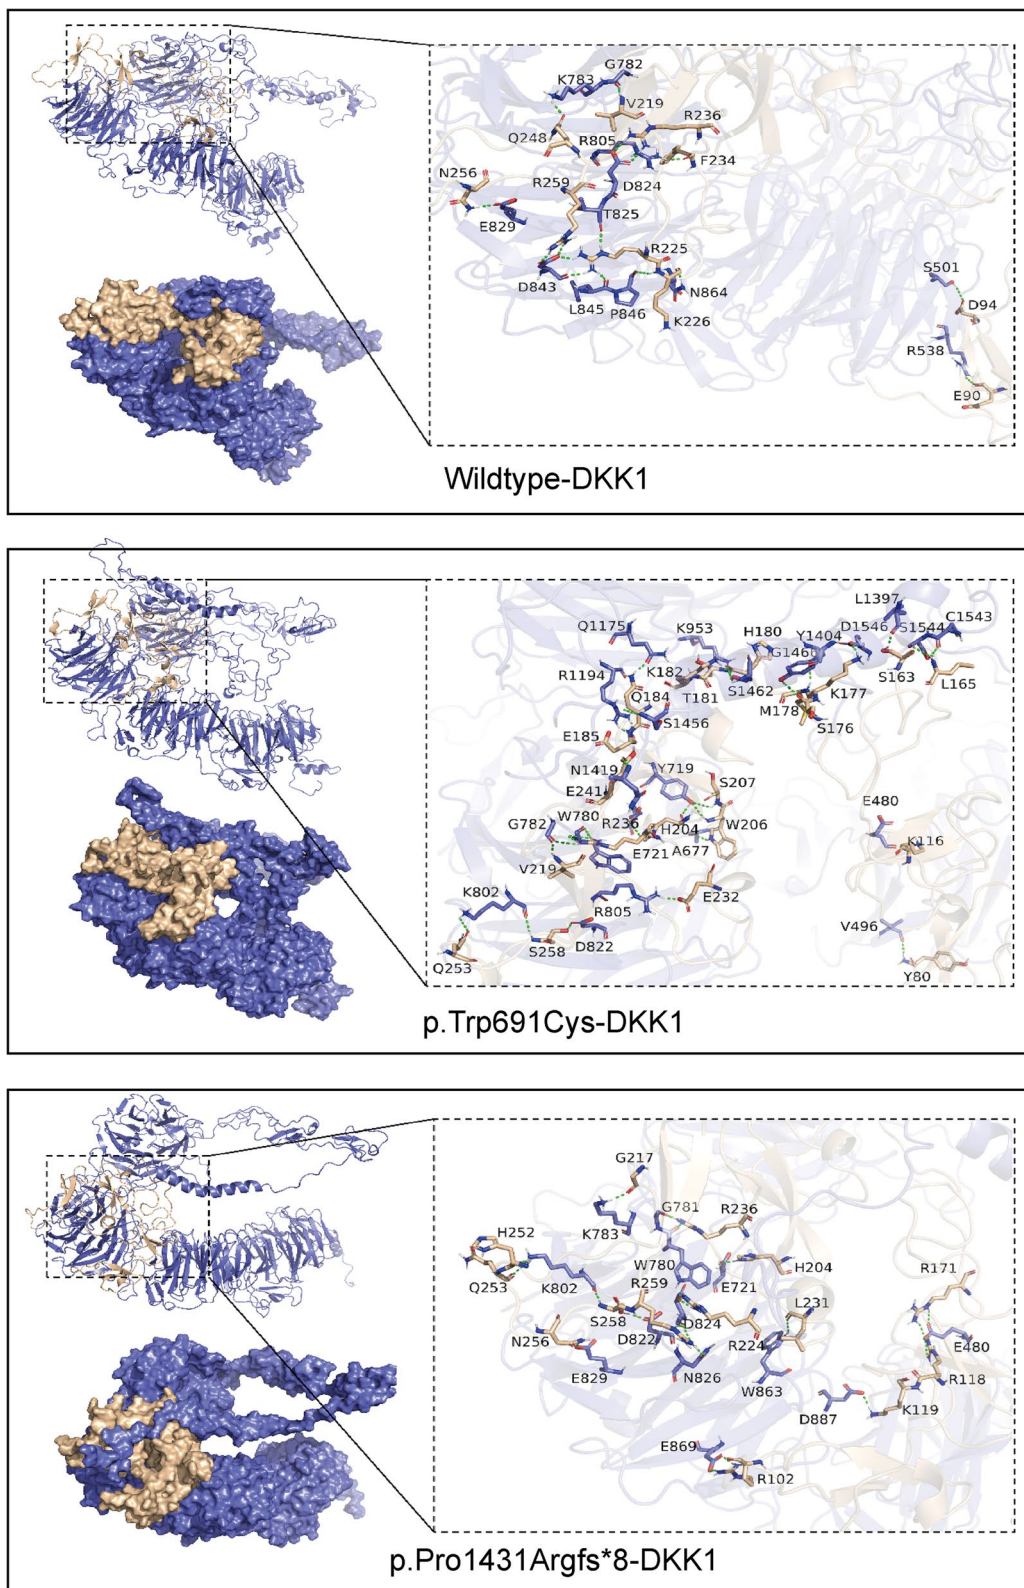 G782
K783
V219
R236
Q248
R805
F234
N256
R259
D824
E829
T825
R225
S501
D843
N864
D94
L845
P846
K226
R538
E90
Wildtype-DKK1
L1397
C1543
Q1175
K953
H180
Y1404
D1546
S1544
G1466
R1194
K182
T181
S1462
K177
S163
L165
Q184
M178
S1456
S176
E185
N1419
Y719
S207
E241
E480
G782
W780
R236
H204
W206
K116
E721
A677
V219
K802
E232
R805
V496
S258
D822
Q253
Y80
p.Trp691Cys-DKK1
G217
G781
R236
H252
K783
W780
H204
Q253
K802
R259
E721
R171
L231
S258
D824
N256
D822
R224
E480
E829
N826
W863
R118
D887
K119
E869
R102
p.Pro1431Argfs*8-DKK1